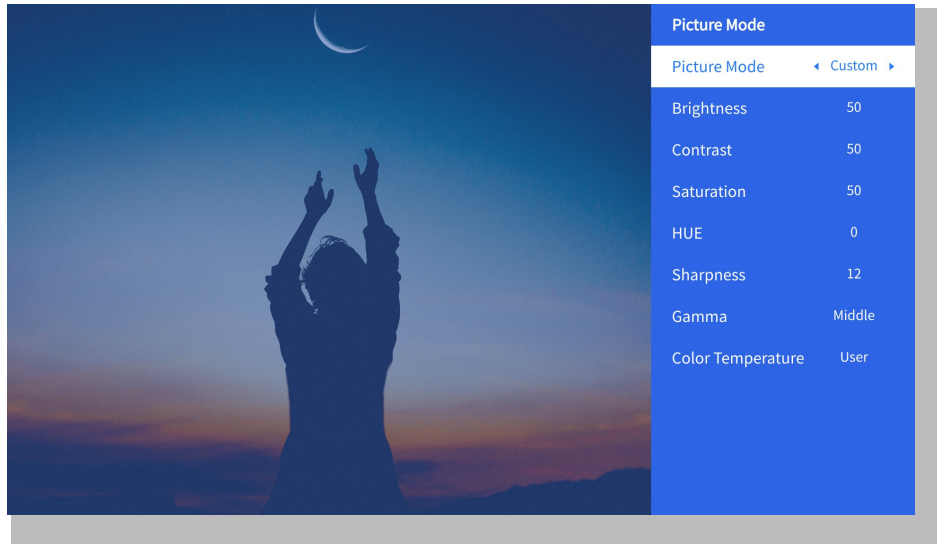 Picture Mode
Picture Mode Custom
Brightness 50
Contrast 50
Saturation 50
HUE 0
Sharpness 12
Gamma Middle
Color Temperature User